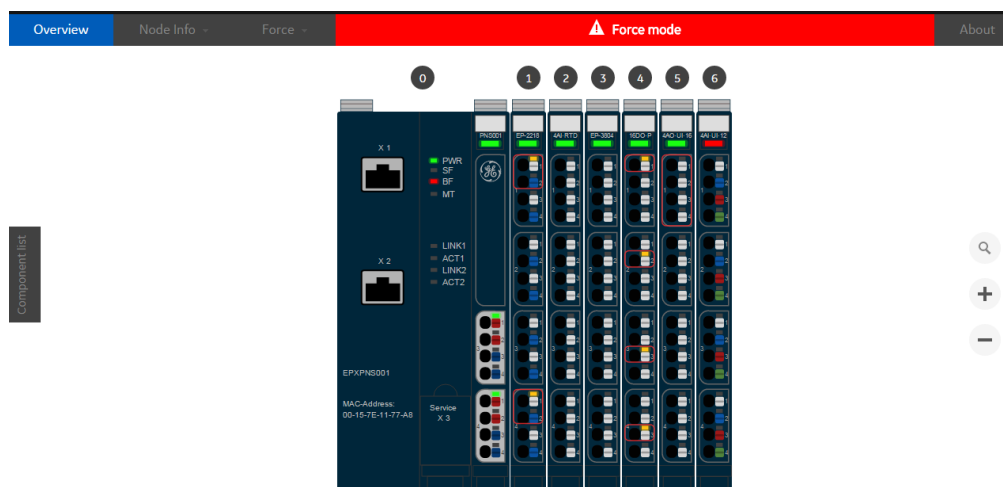 Overview
Node Info
Force
Force mode
About
0
1
2
3
4
5
6
PNS001
EP-2218
4AI-RTD
EP-3804
16DO-P
4AO-UI-16
4AI-UI-12
X 1
PWR
SF
BF
MT
LINK1
ACT1
LINK2
ACT2
X 2
Component list
EPXPNS001
MAC-Address:
00-15-7E-11-77-A8
Service
X 3